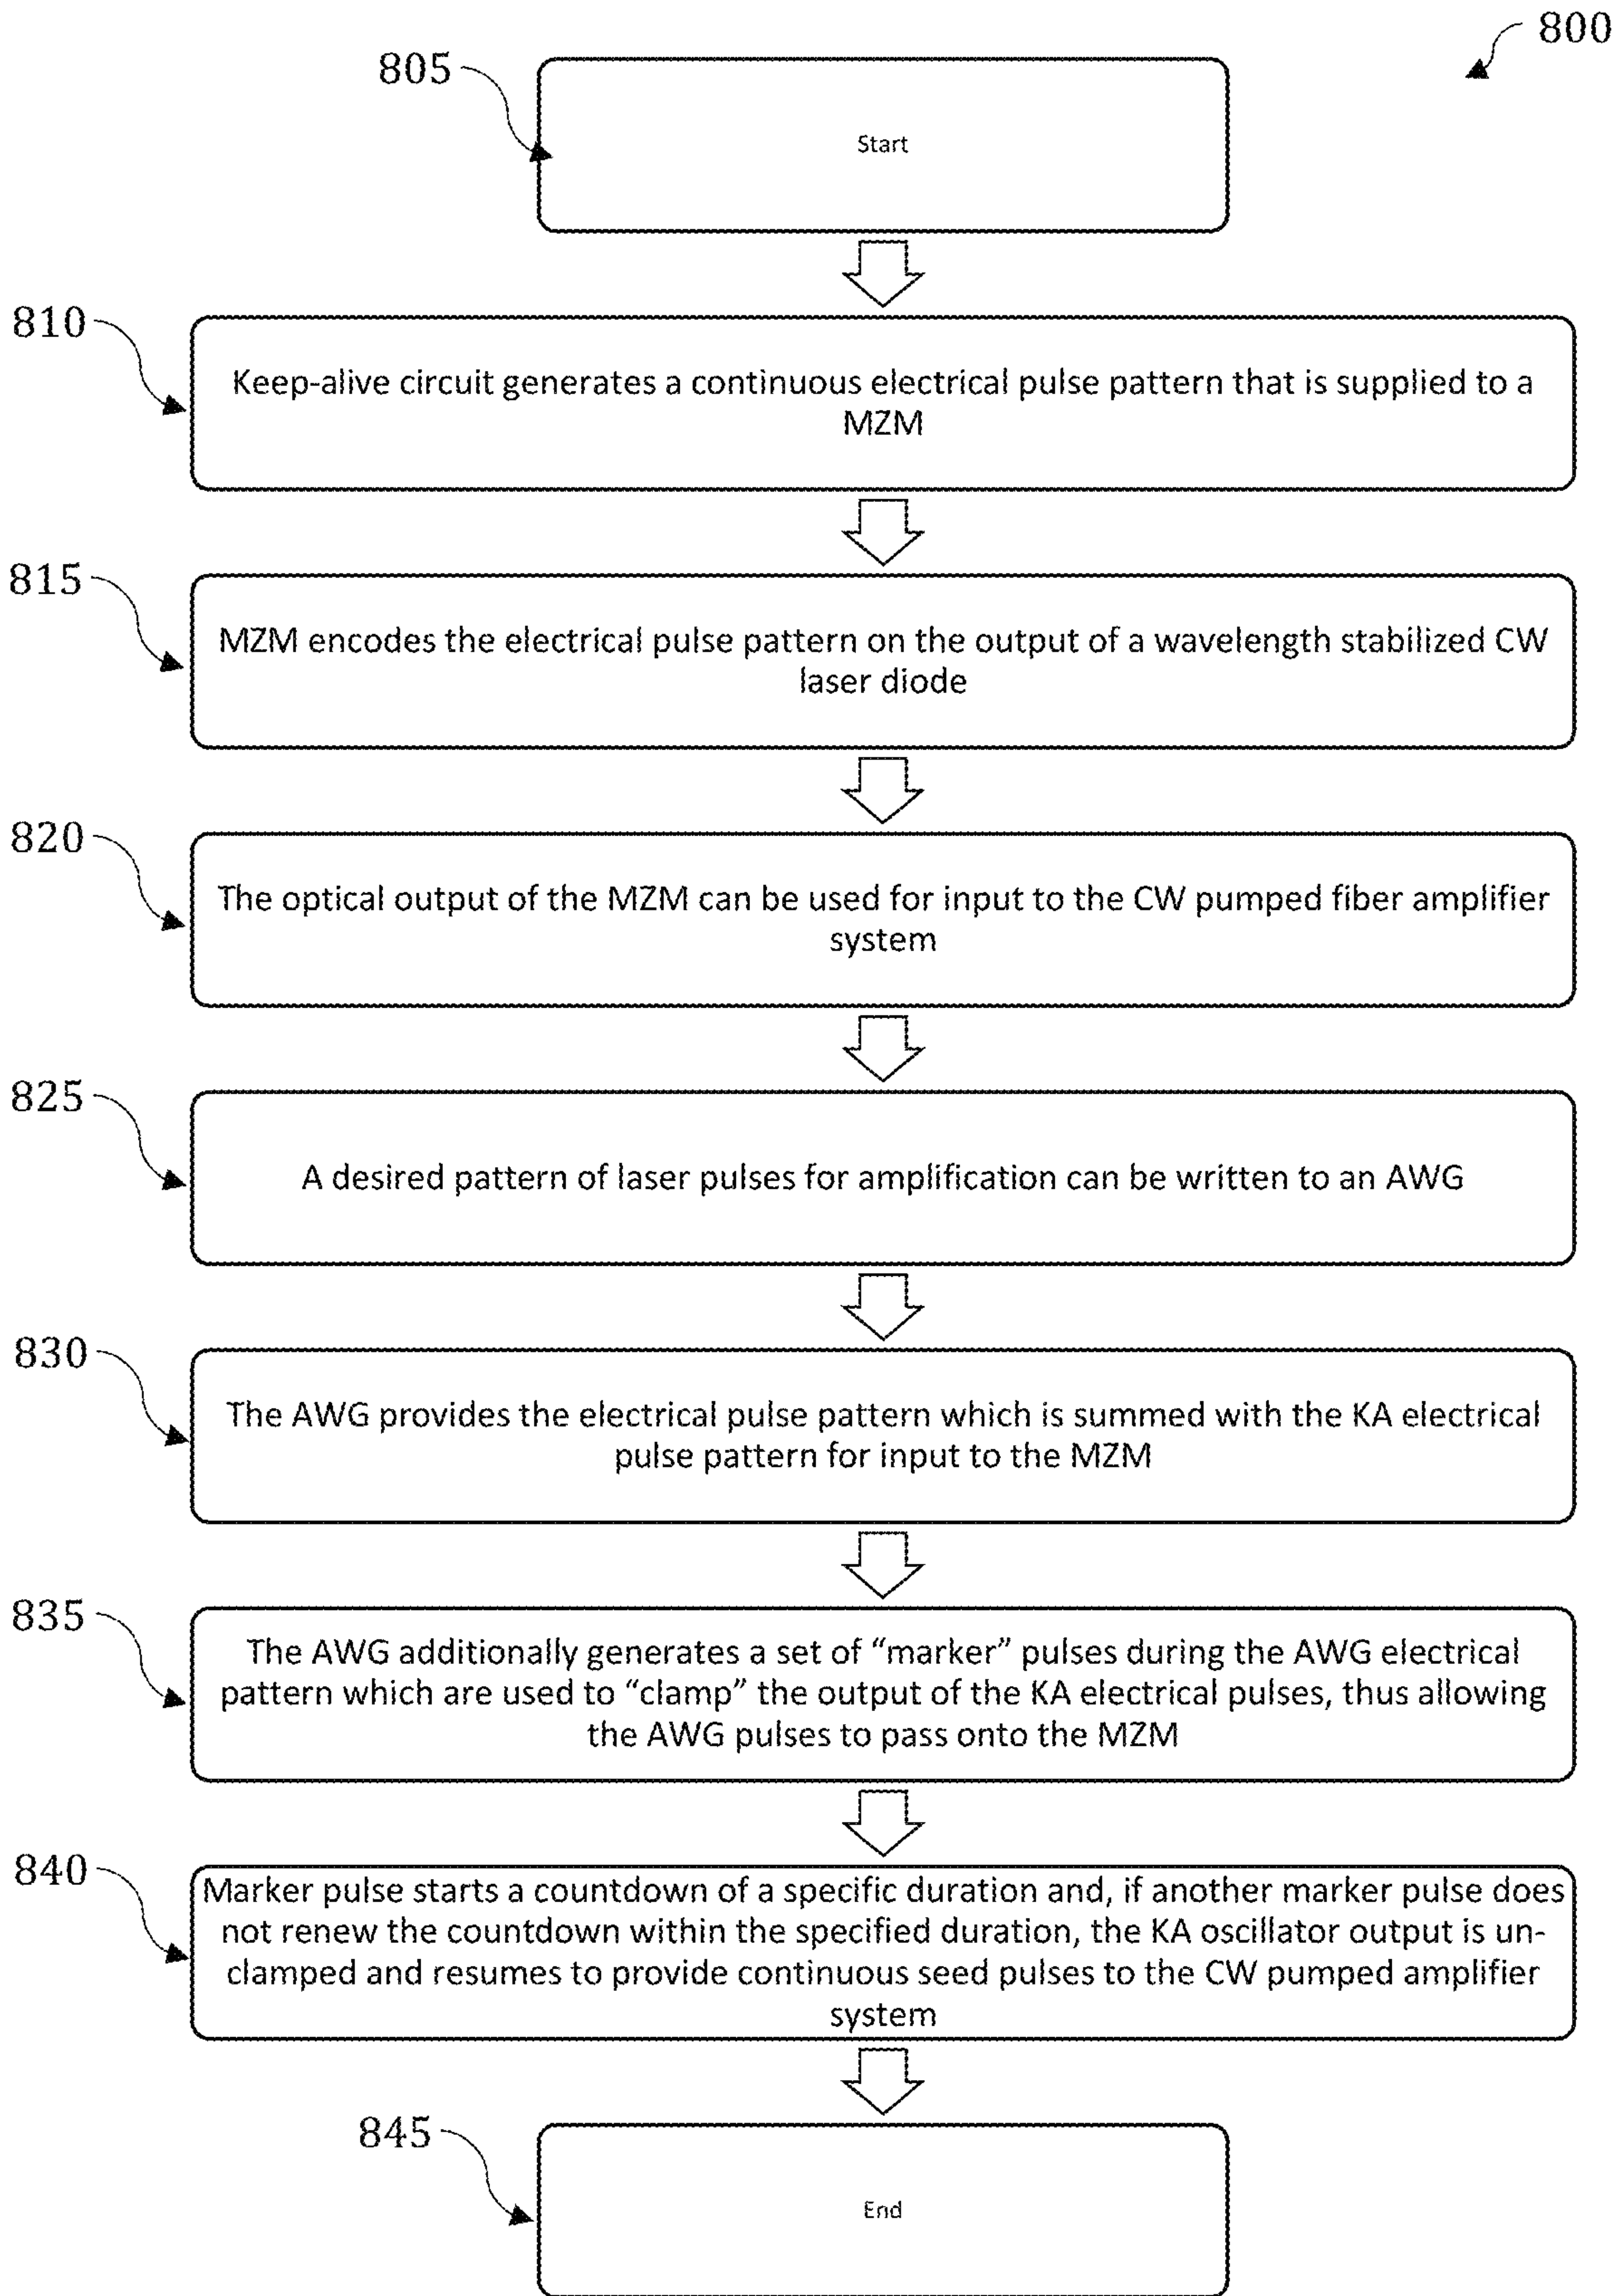 800
805
Start
810
Keep-alive circuit generates a continuous electrical pulse pattern that is supplied to a
MZM
815
MZM encodes the electrical pulse pattern on the output of a wavelength stabilized CW
laser diode
820
The optical output of the MZM can be used for input to the CW pumped fiber amplifier
system
825
A desired pattern of laser pulses for amplification can be written to an AWG
830
The AWG provides the electrical pulse pattern which is summed with the KA electrical
pulse pattern for input to the MZM
835
The AWG additionally generates a set of “marker” pulses during the AWG electrical
pattern which are used to “clamp” the output of the KA electrical pulses, thus allowing
the AWG pulses to pass onto the MZM
840
Marker pulse starts a countdown of a specific duration and, if another marker pulse does
not renew the countdown within the specified duration, the KA oscillator output is un-
clamped and resumes to provide continuous seed pulses to the CW pumped amplifier
system
845
End